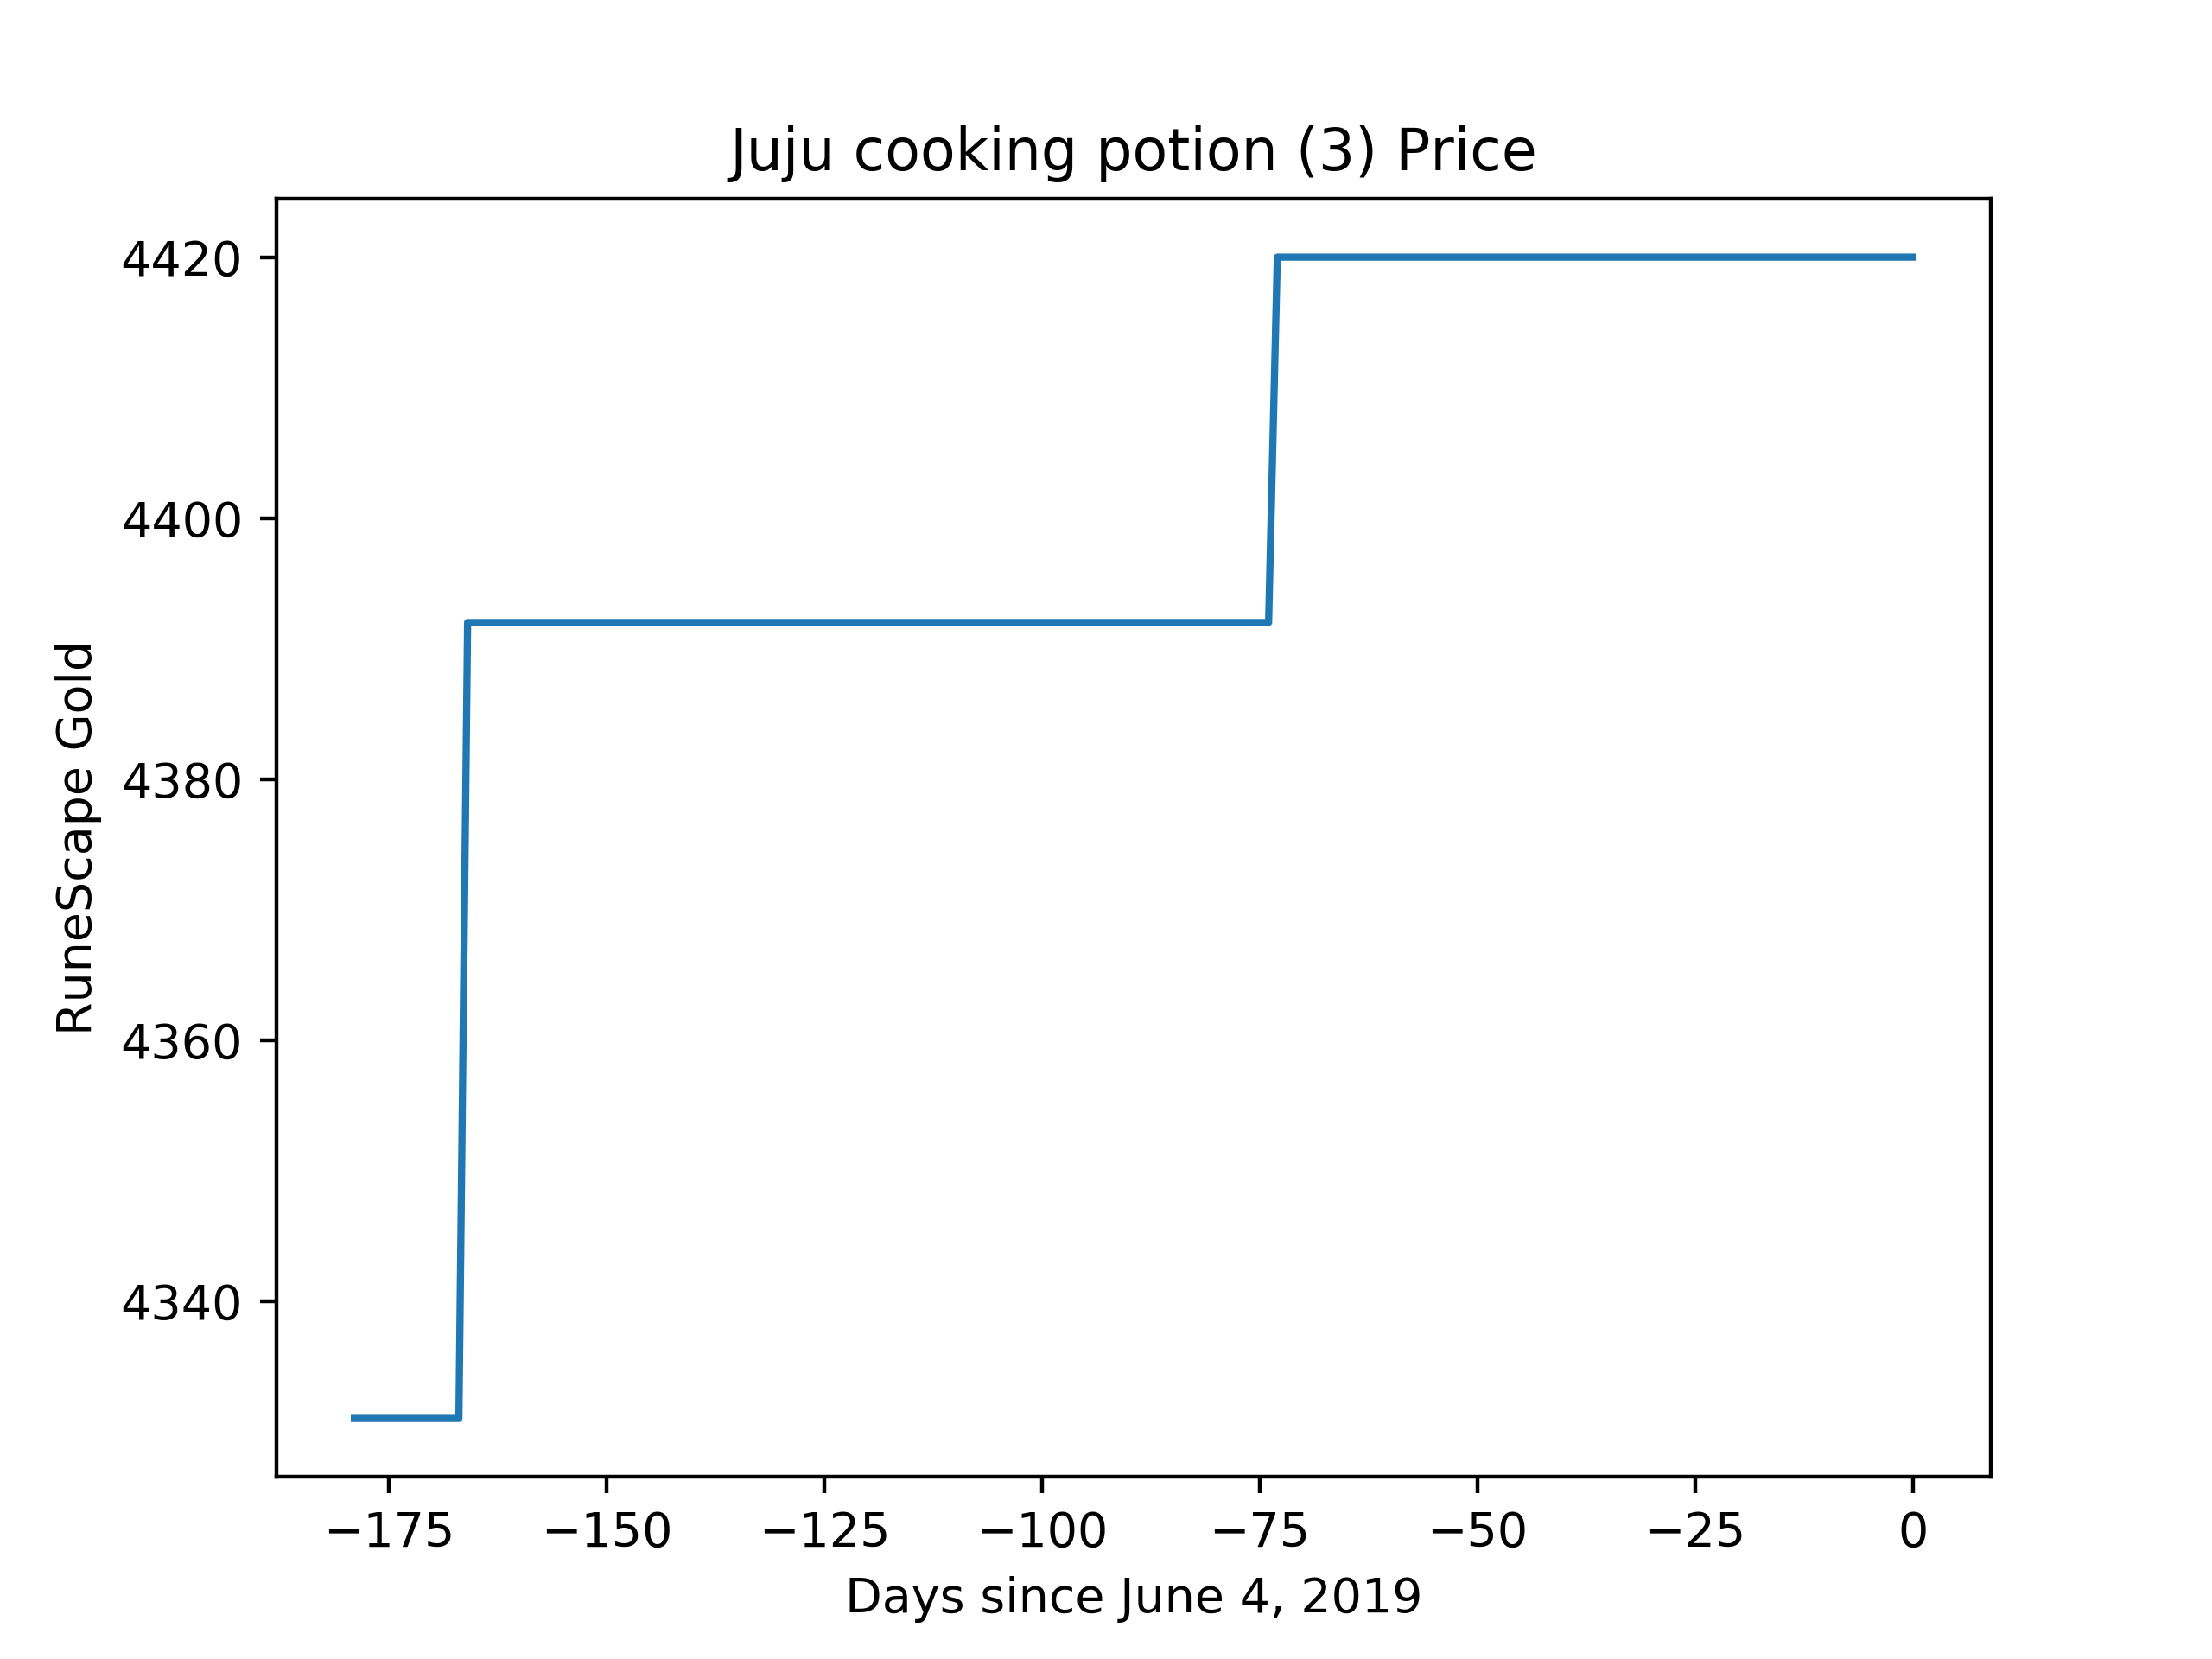 Juju cooking potion (3) Price
RuneScape Gold
4420
4400
4380
4360
4340
−175 −150 −125 −100 −75 −50 −25 0
Days since June 4, 2019